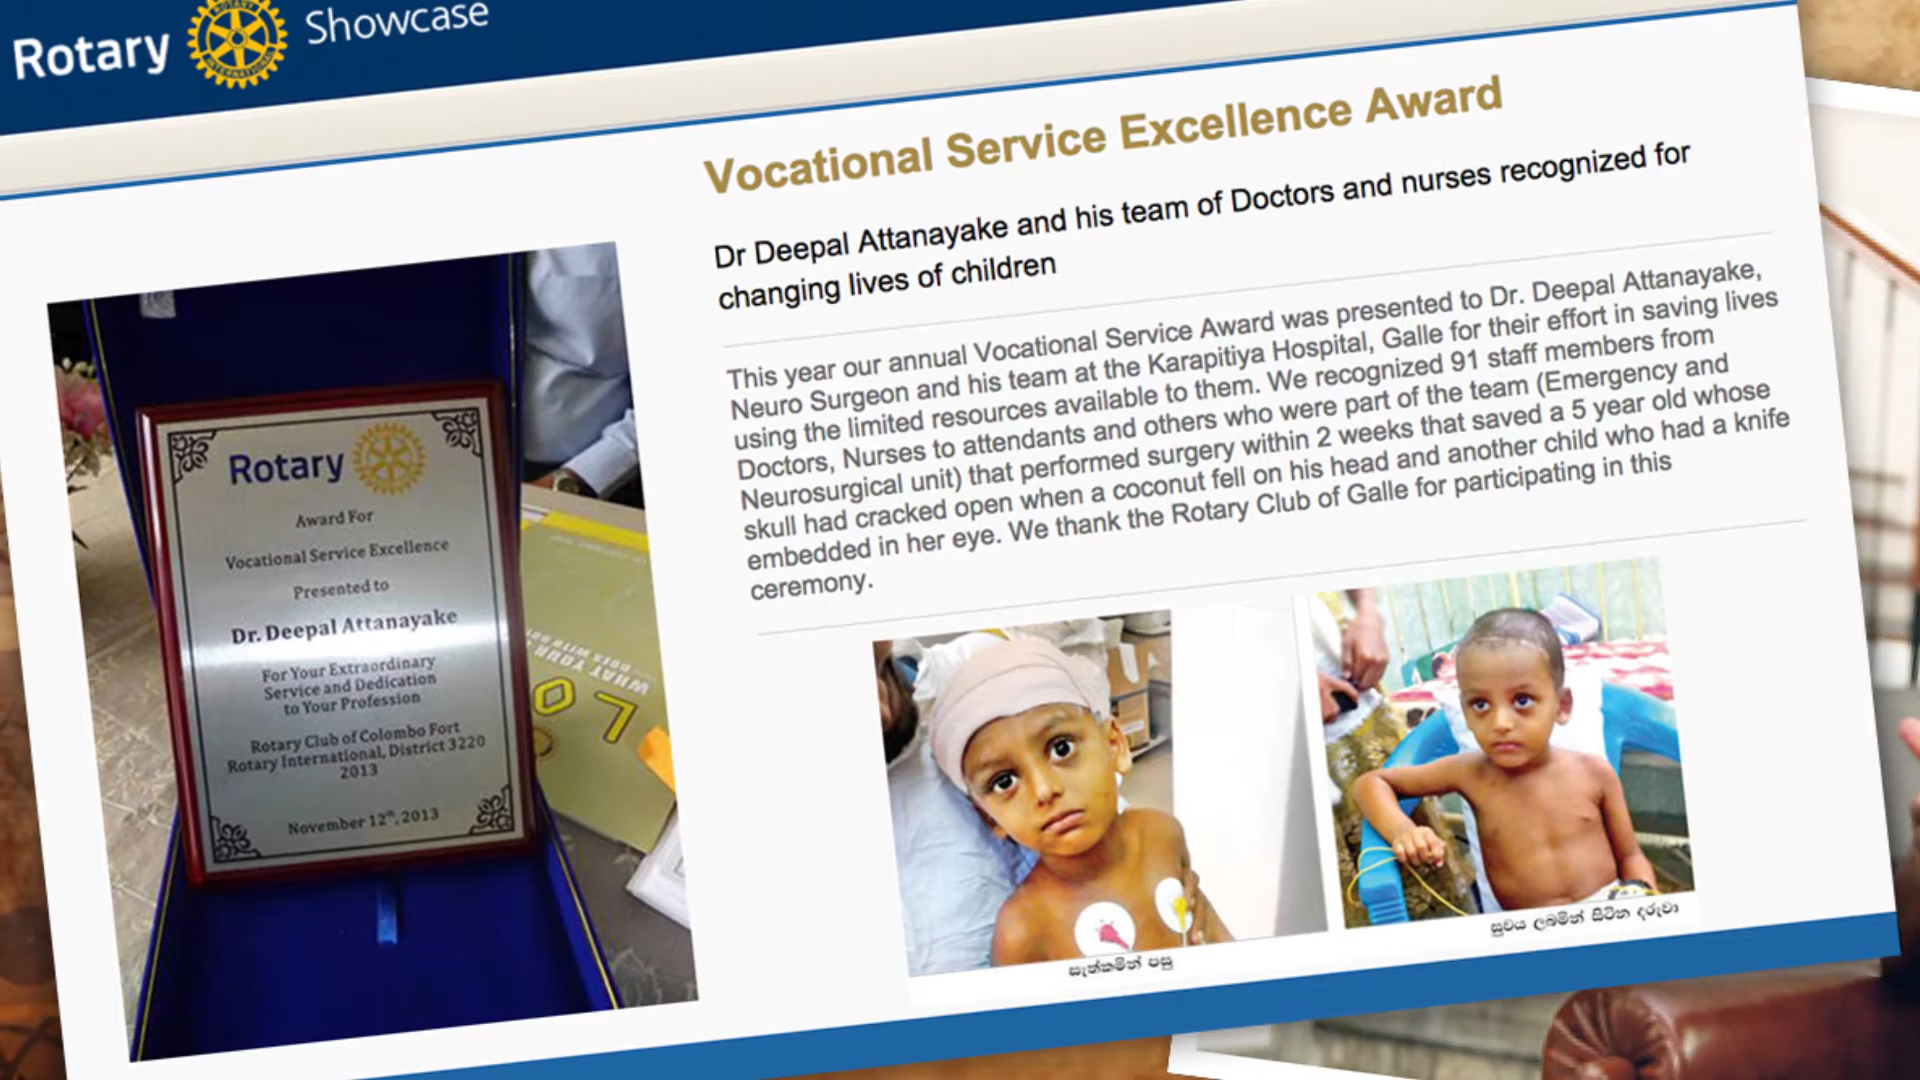 Rotary
Showcase
Vocational Service Excellence Award
Dr Deepal Attanayake and his team of Doctors and nurses recognized for
changing lives of children
This year our annual Vocational Service Award was presented to Dr. Deepal Attanayake,
Neuro Surgeon and his team at the Karapitiya Hospital, Galle for their effort in saving lives
using the limited resources available to them. We recognized 91 staff members from
Doctors, Nurses to attendants and others who were part of the team (Emergency and
Neurosurgical unit) that performed surgery within 2 weeks that saved a 5 year old whose
skull had cracked open when a coconut fell on his head and another child who had a knife
embedded in her eye. We thank the Rotary Club of Galle for participating in this
ceremony.
Rotary
Award For
Vocational Service Excellence
Presented to
Dr. Deepal Attanayake
For Your Extraordinary
Service and Dedication
to Your Profession
Rotary Club of Colombo Fort
Rotary International, District 3220
2013
November 12th, 2013
WHAT YOUR
සැත්කමින් පසු
සුවය ලබමින් සිටින දරුවා